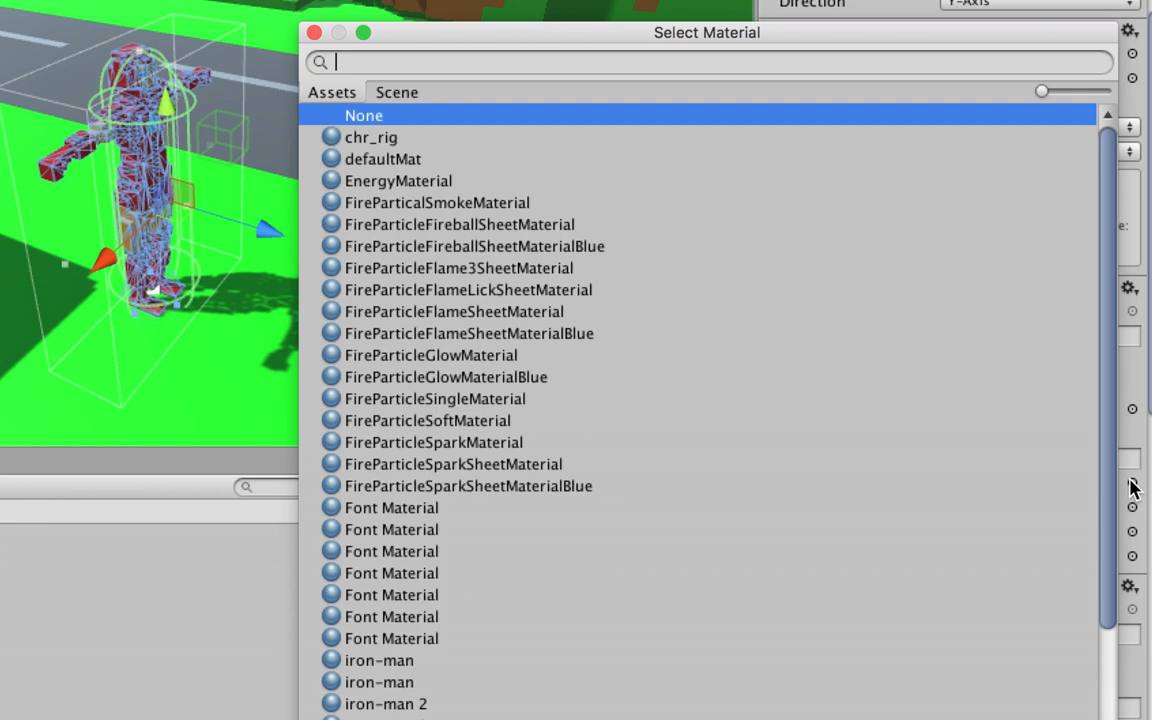 Direction
Y-Axis
Select Material
Assets
Scene
None
chr_rig
defaultMat
EnergyMaterial
FireParticalSmokeMaterial
FireParticleFireballSheetMaterial
FireParticleFireballSheetMaterialBlue
FireParticleFlame3SheetMaterial
FireParticleFlameLickSheetMaterial
FireParticleFlameSheetMaterial
FireParticleFlameSheetMaterialBlue
FireParticleGlowMaterial
FireParticleGlowMaterialBlue
FireParticleSingleMaterial
FireParticleSoftMaterial
FireParticleSparkMaterial
FireParticleSparkSheetMaterial
FireParticleSparkSheetMaterialBlue
Font Material
Font Material
Font Material
Font Material
Font Material
Font Material
Font Material
iron-man
iron-man
iron-man 2
e: